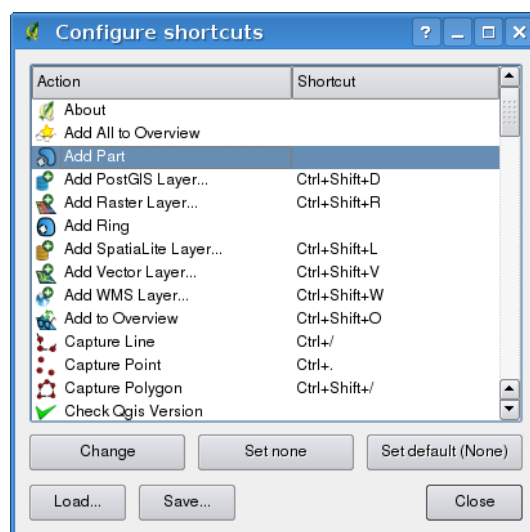 Configure shortcuts
?
Action Shortcut
About
Add All to Overview
Add Part
Add PostGIS Layer... Ctrl+Shift+D
Add Raster Layer... Ctrl+Shift+R
Add Ring
Add SpatiaLite Layer... Ctrl+Shift+L
Add Vector Layer... Ctrl+Shift+V
Add WMS Layer... Ctrl+Shift+W
Add to Overview Ctrl+Shift+O
Capture Line Ctrl+/
Capture Point Ctrl+.
Capture Polygon Ctrl+Shift+/
Check Qgis Version
Change Set none Set default (None)
Load... Save... Close